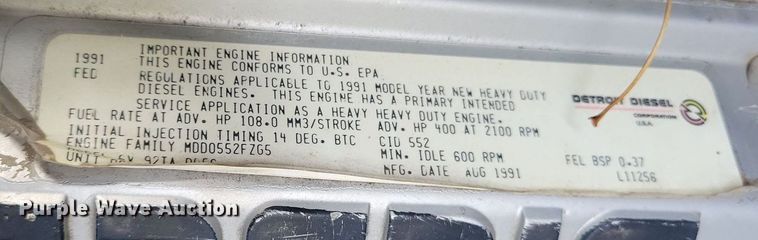 1991 IMPORTANT ENGINE INFORMATION
FED THIS ENGINE CONFORMS TO U.S. EPA
REGULATIONS APPLICABLE TO 1991 MODEL YEAR NEW HEAVY DUTY
DIESEL ENGINES. THIS ENGINE HAS A PRIMARY INTENDED
SERVICE APPLICATION AS A HEAVY HEAVY DUTY ENGINE.
FUEL RATE AT ADV. HP 108.0 MM3/STROKE ADV. HP 400 AT 2100 RPM
INITIAL INJECTION TIMING 14 DEG. BTC CID 552
ENGINE FAMILY MDD0552FZG5 MIN. IDLE 600 RPM FEL BSP 0.37
UNIT 92TA MFG. DATE AUG 1991 L11256
DETROIT DIESEL
CORPORATION
U.S.A.
Purple Wave Auction